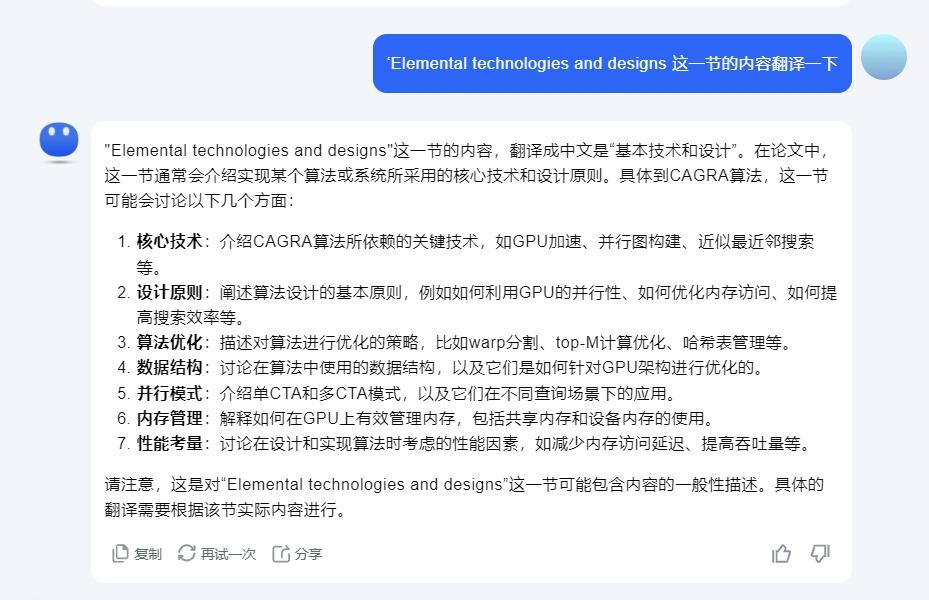 ‘Elemental technologies and designs 这一节的内容翻译一下
"Elemental technologies and designs"这一节的内容，翻译成中文是“基本技术和设计”。在论文中，
这一节通常会介绍实现某个算法或系统所采用的核心技术和设计原则。具体到CAGRA算法，这一节
可能会讨论以下几个方面：
1. 核心技术：介绍CAGRA算法所依赖的关键技术，如GPU加速、并行图构建、近似最近邻搜索
等。
2. 设计原则：阐述算法设计的基本原则，例如如何利用GPU的并行性、如何优化内存访问、如何提
高搜索效率等。
3. 算法优化：描述对算法进行优化的策略，比如warp分割、top-M计算优化、哈希表管理等。
4. 数据结构：讨论在算法中使用的数据结构，以及它们是如何针对GPU架构进行优化的。
5. 并行模式：介绍单CTA和多CTA模式，以及它们在不同查询场景下的应用。
6. 内存管理：解释如何在GPU上有效管理内存，包括共享内存和设备内存的使用。
7. 性能考量：讨论在设计和实现算法时考虑的性能因素，如减少内存访问延迟、提高吞吐量等。
请注意，这是对“Elemental technologies and designs”这一节可能包含内容的一般性描述。具体的
翻译需要根据该节实际内容进行。
复制 再试一次 分享